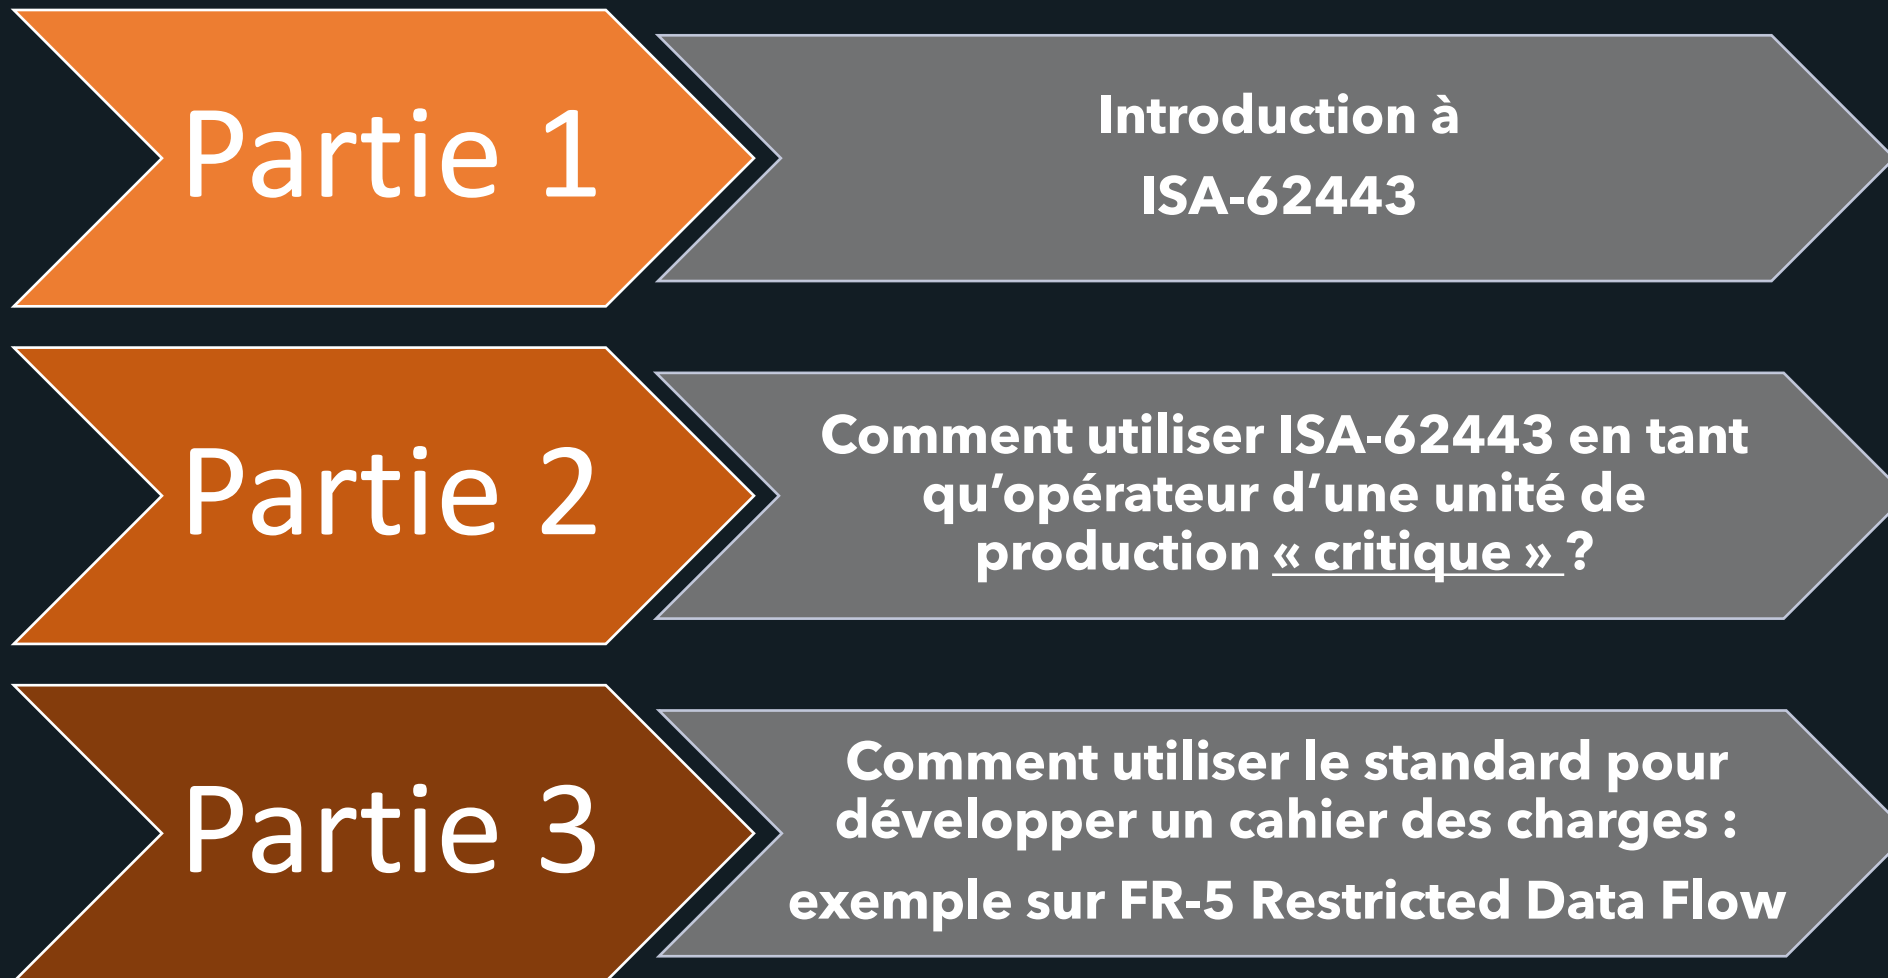 Partie 1
Introduction à
ISA-62443
Partie 2
Comment utiliser ISA-62443 en tant
qu’opérateur d’une unité de
production « critique » ?
Partie 3
Comment utiliser le standard pour
développer un cahier des charges :
exemple sur FR-5 Restricted Data Flow